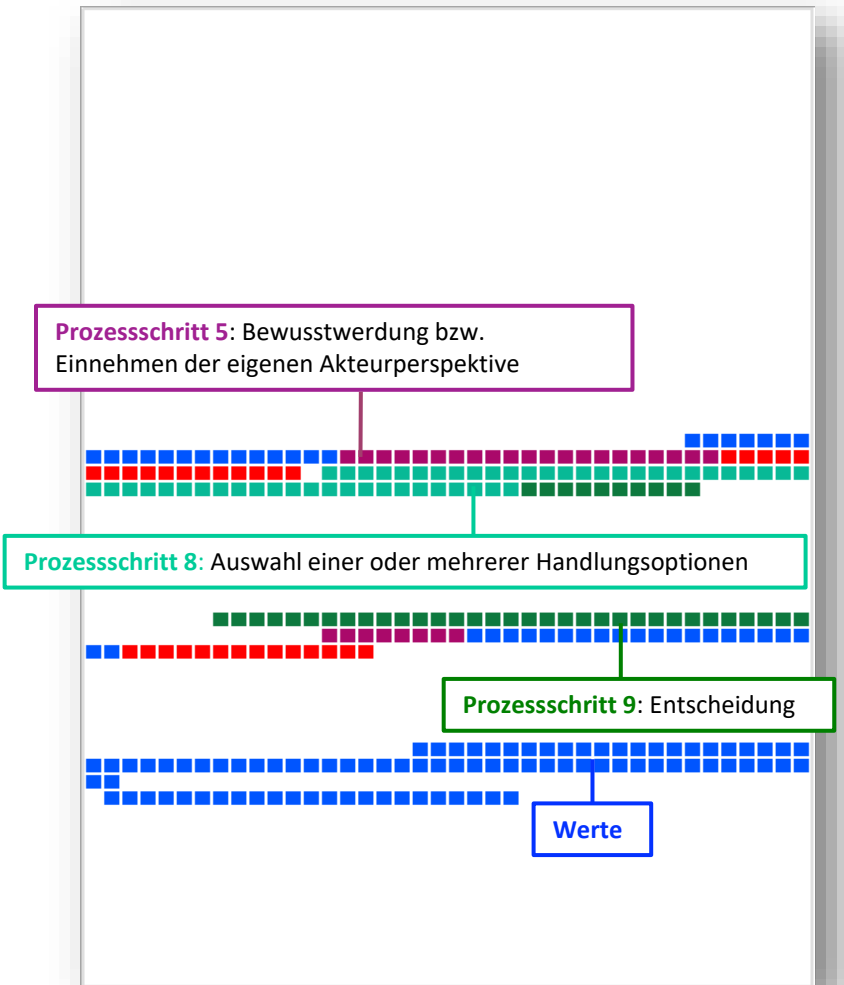 Prozessschritt 5: Bewusstwerdung bzw.
Einnehmen der eigenen Akteurperspektive
Prozessschritt 8: Auswahl einer oder mehrerer Handlungsoptionen
Prozessschritt 9: Entscheidung
Werte